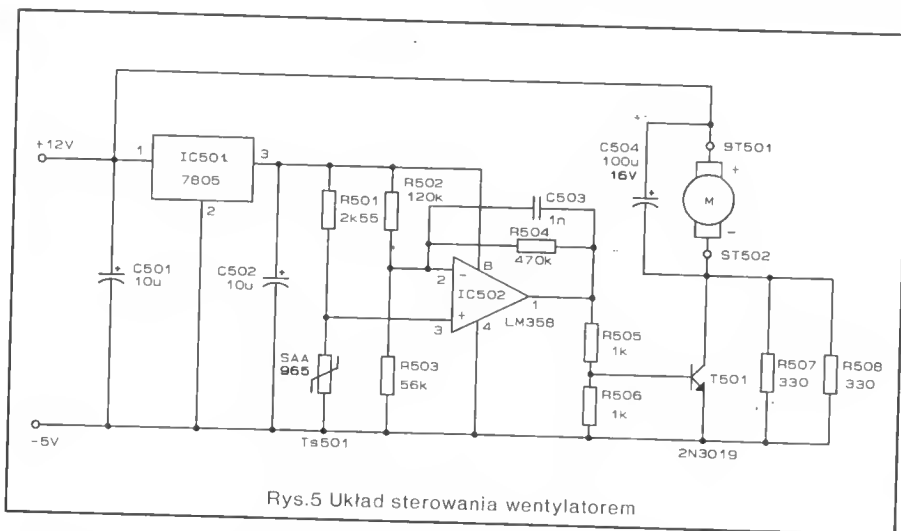 +12V
-5V
1
IC501
7805
3
2
C501
10u
C502
10u
R501
2k55
R502
120k
SAA
965
Ts501
R503
56k
C503
1n
R504
470k
2
-
3
+
8
4
IC502
1
LM358
R505
1k
R506
1k
C504
100u
16V
ST501
+
M
-
ST502
T501
2N3019
R507
330
R508
330
Rys.5 Układ sterowania wentylatorem